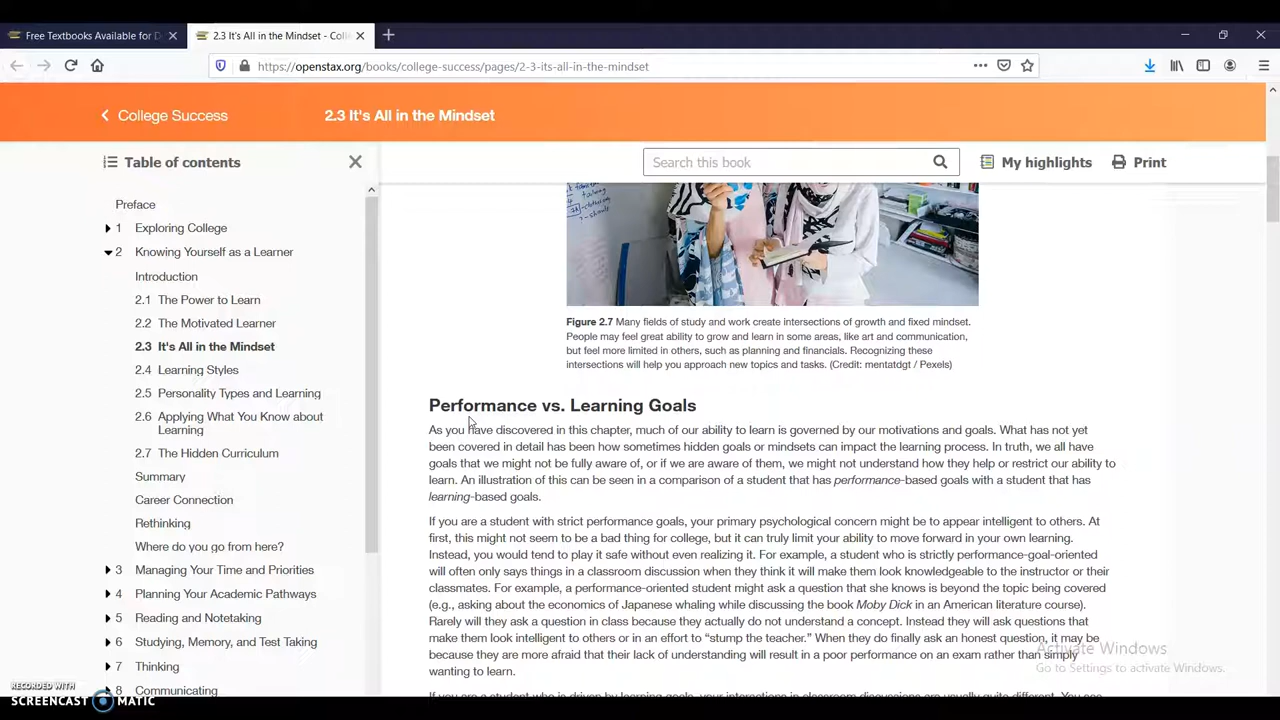 Free Textbooks Available for D
2.3 It's All in the Mindset - Coll
https://openstax.org/books/college-success/pages/2-3-its-all-in-the-mindset
College Success
2.3 It's All in the Mindset
Table of contents
Search this book
My highlights
Print
Preface
1 Exploring College
2 Knowing Yourself as a Learner
Introduction
2.1 The Power to Learn
2.2 The Motivated Learner
2.3 It's All in the Mindset
2.4 Learning Styles
2.5 Personality Types and Learning
2.6 Applying What You Know about
Learning
2.7 The Hidden Curriculum
Summary
Career Connection
Rethinking
Where do you go from here?
3 Managing Your Time and Priorities
4 Planning Your Academic Pathways
5 Reading and Notetaking
6 Studying, Memory, and Test Taking
7 Thinking
8 Communicating
Figure 2.7 Many fields of study and work create intersections of growth and fixed mindset.
People may feel great ability to grow and learn in some areas, like art and communication,
but feel more limited in others, such as planning and financials. Recognizing these
intersections will help you approach new topics and tasks. (Credit: mentatdgt / Pexels)
Performance vs. Learning Goals
As you have discovered in this chapter, much of our ability to learn is governed by our motivations and goals. What has not yet
been covered in detail has been how sometimes hidden goals or mindsets can impact the learning process. In truth, we all have
goals that we might not be fully aware of, or if we are aware of them, we might not understand how they help or restrict our ability to
learn. An illustration of this can be seen in a comparison of a student that has performance-based goals with a student that has
learning-based goals.
If you are a student with strict performance goals, your primary psychological concern might be to appear intelligent to others. At
first, this might not seem to be a bad thing for college, but it can truly limit your ability to move forward in your own learning.
Instead, you would tend to play it safe without even realizing it. For example, a student who is strictly performance-goal-oriented
will often only says things in a classroom discussion when they think it will make them look knowledgeable to the instructor or their
classmates. For example, a performance-oriented student might ask a question that she knows is beyond the topic being covered
(e.g., asking about the economics of Japanese whaling while discussing the book Moby Dick in an American literature course).
Rarely will they ask a question in class because they actually do not understand a concept. Instead they will ask questions that
make them look intelligent to others or in an effort to “stump the teacher.” When they do finally ask an honest question, it may be
because they are more afraid that their lack of understanding will result in a poor performance on an exam rather than simply
wanting to learn.
If you are a student who is driven by learning goals, your interactions in classroom discussions are usually quite different. You see
Activate Windows
Go to Settings to activate Windows.
RECORDED WITH
SCREENCAST MATIC